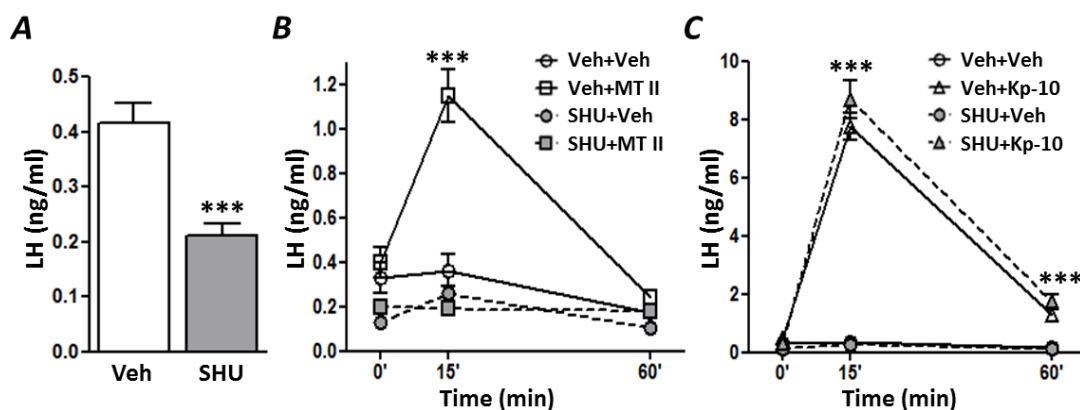 A
LH (ng/ml)
0.5
0.4
0.3
0.2
0.1
0.0
***
Veh
SHU
B
LH (ng/ml)
1.2
1.0
0.8
0.6
0.4
0.2
0.0
***
Veh+Veh
Veh+MT II
SHU+Veh
SHU+MT II
0'
15'
60'
Time (min)
C
LH (ng/ml)
10
8
6
4
2
0
***
***
Veh+Veh
Veh+Kp-10
SHU+Veh
SHU+Kp-10
0'
15'
60'
Time (min)